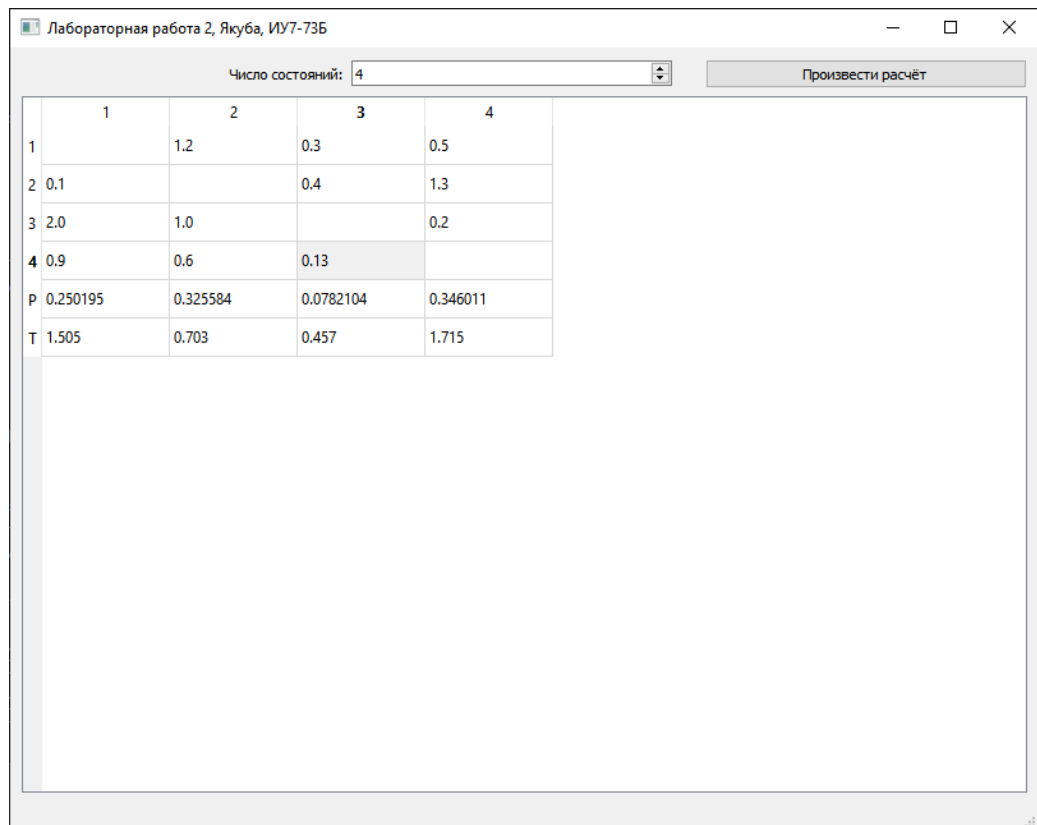 Лабораторная работа 2, Якуба, ИУ7-73Б
Число состояний: 4 Произвести расчёт
1 2 3 4
1 1.2 0.3 0.5
2 0.1 0.4 1.3
3 2.0 1.0 0.2
4 0.9 0.6 0.13
P 0.250195 0.325584 0.0782104 0.346011
T 1.505 0.703 0.457 1.715